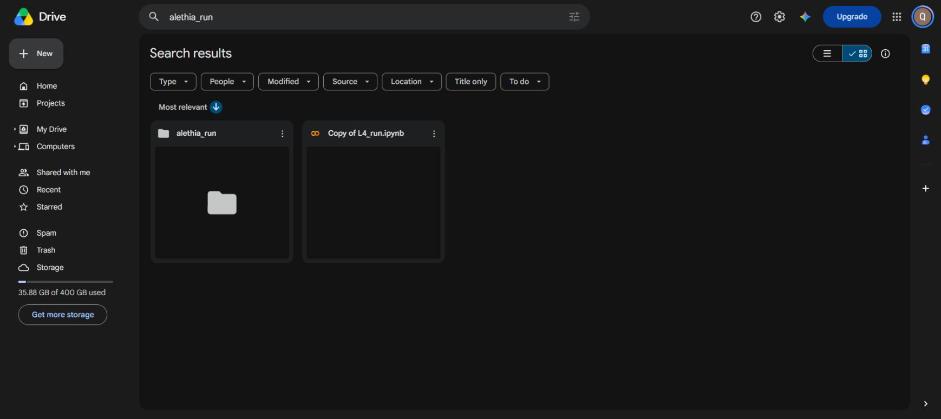 Drive
alethia_run
Upgrade
q
New
Search results
Home
Projects
My Drive
Computers
Shared with me
Recent
Starred
Spam
Trash
Storage
35.88 GB of 400 GB used
Get more storage
Type
People
Modified
Source
Location
Title only
To do
Most relevant
alethia_run
Copy of L4_run.ipynb